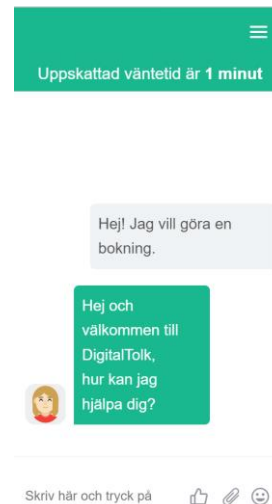 Uppskattad väntetid är 1 minut
Hej! Jag vill göra en
bokning.
Hej och
välkommen till
DigitalTolk,
hur kan jag
hjälpa dig?
Skriv här och tryck på